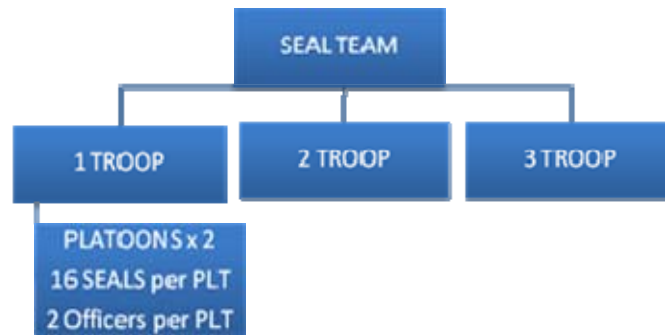 SEAL TEAM
1 TROOP
2 TROOP
3 TROOP
PLATOONS x 2
16 SEALS per PLT
2 Officers per PLT